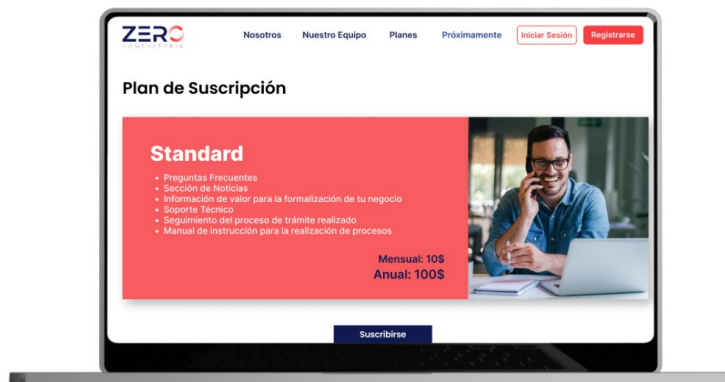 ZERO
CONSULTORÍA
Nosotros
Nuestro Equipo
Planes
Próximamente
Iniciar Sesión
Registrarse
Plan de Suscripción
Standard
• Preguntas Frecuentes
• Sección de Noticias
• Información de valor para la formalización de tu negocio
• Soporte Técnico
• Seguimiento del proceso de trámite realizado
• Manual de instrucción para la realización de procesos
Mensual: 10$
Anual: 100$
Suscribirse